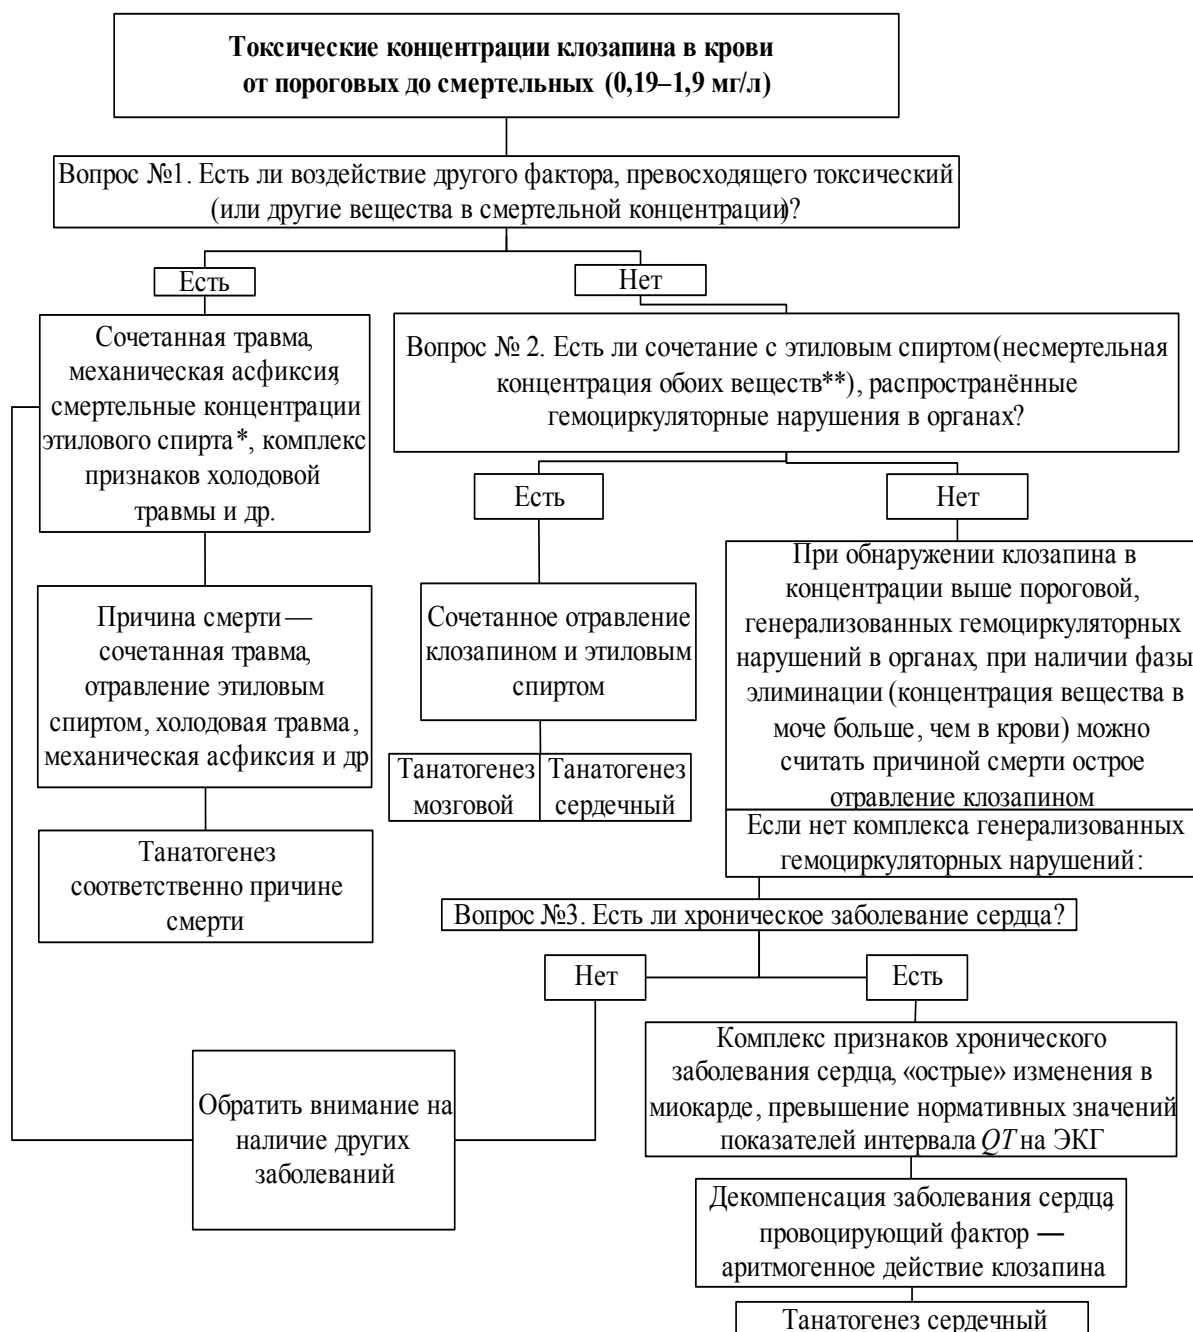 Токсические концентрации клозапина в крови
от пороговых до смертельных (0,19–1,9 мг/л)
Вопрос №1. Есть ли воздействие другого фактора, превосходящего токсический
(или другие вещества в смертельной концентрации)?
Есть
Нет
Сочетанная травма,
механическая асфиксия,
смертельные концентрации
этилового спирта*, комплекс
признаков холодовой
травмы и др.
Вопрос № 2. Есть ли сочетание с этиловым спиртом (несмертельная
концентрация обоих веществ**), распространённые
гемоциркуляторные нарушения в органах?
Есть
Нет
Причина смерти —
сочетанная травма,
отравление этиловым
спиртом, холодовая травма,
механическая асфиксия и др
Сочетанное отравление
клозапином и этиловым
спиртом
При обнаружении клозапина в
концентрации выше пороговой,
генерализованных гемоциркуляторных
нарушений в органах, при наличии фазы
элиминации (концентрация вещества в
моче больше, чем в крови) можно
считать причиной смерти острое
отравление клозапином
Танатогенез
мозговой
Танатогенез
сердечный
Если нет комплекса генерализованных
гемоциркуляторных нарушений:
Танатогенез
соответственно причине
смерти
Вопрос №3. Есть ли хроническое заболевание сердца?
Нет
Есть
Обратить внимание на
наличие других
заболеваний
Комплекс признаков хронического
заболевания сердца, «острые» изменения в
миокарде, превышение нормативных значений
показателей интервала QT на ЭКГ
Декомпенсация заболевания сердца,
провоцирующий фактор —
аритмогенное действие клозапина
Танатогенез сердечный